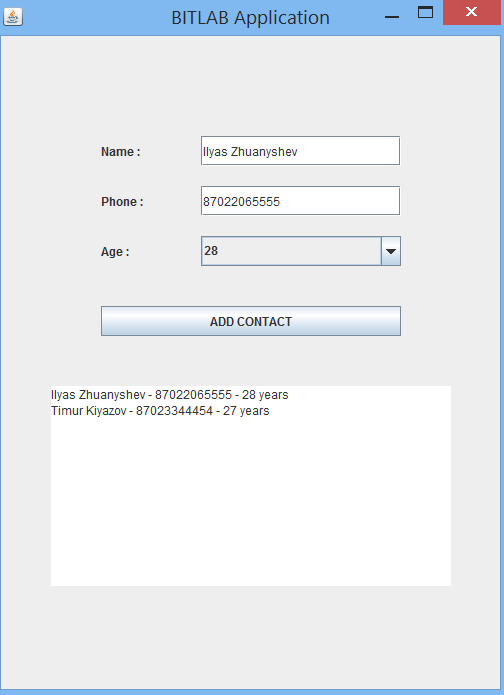 BITLAB Application
Name : Ilyas Zhuanyshev
Phone : 87022065555
Age : 28
ADD CONTACT
Ilyas Zhuanyshev - 87022065555 - 28 years
Timur Kiyazov - 87023344454 - 27 years